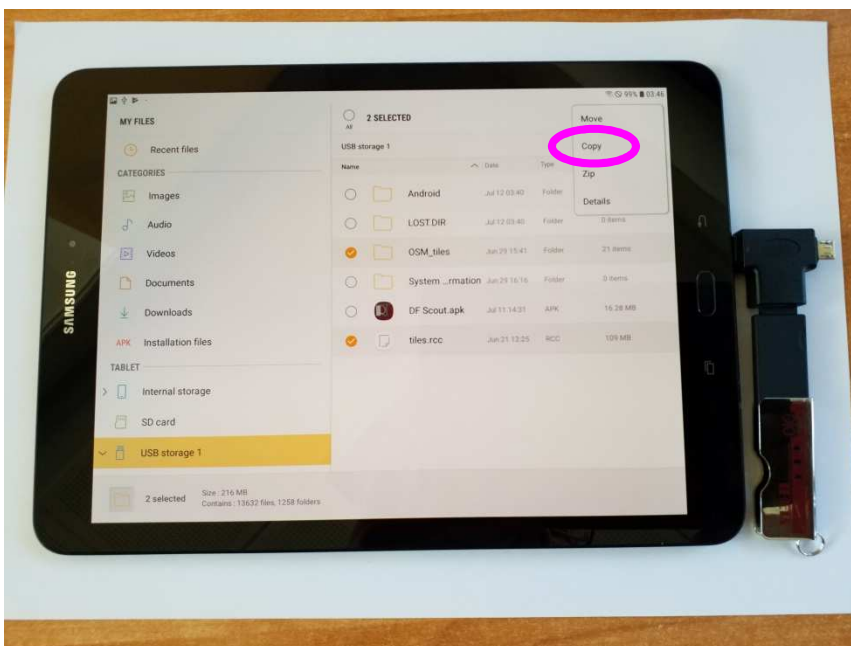 99% 03:46
MY FILES
Recent files
CATEGORIES
Images
Audio
Videos
Documents
Downloads
APK Installation files
TABLET
Internal storage
SD card
USB storage 1
2 selected
Size : 216 MB
Contains : 13632 files, 1258 folders
All
2 SELECTED
USB storage 1
Name Date Type
Android Jul 12 03:40 Folder
LOST.DIR Jul 12 03:40 Folder 0 items
OSM_tiles Jun 29 15:41 Folder 21 items
System ...rmation Jun 29 16:16 Folder 0 items
DF Scout.apk Jul 11 14:31 APK 16.28 MB
tiles.rcc Jun 21 13:25 RCC 109 MB
Move
Copy
Zip
Details
SAMSUNG